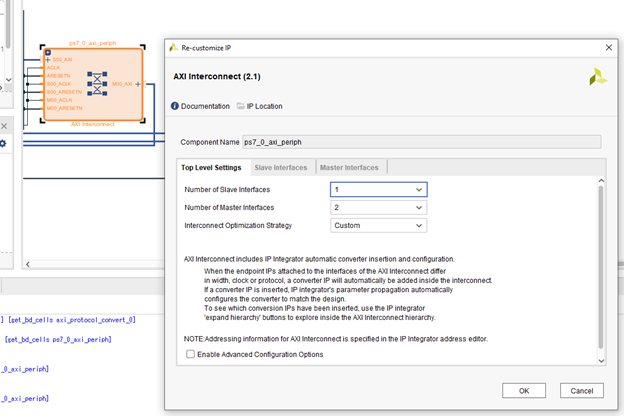 ps7_0_axi_periph
S00_AXI
ACLK
ARESETN
S00_ACLK
S00_ARESETN
M00_ACLK
M00_ARESETN
M00_AXI
AXI Interconnect
] [get_bd_cells axi_protocol_convert_0]
[get_bd_cells ps7_0_axi_periph]
_0_axi_periph]
_0_axi_periph]
Re-customize IP
AXI Interconnect (2.1)
Documentation IP Location
Component Name ps7_0_axi_periph
Top Level Settings Slave Interfaces Master Interfaces
Number of Slave Interfaces 1
Number of Master Interfaces 2
Interconnect Optimization Strategy Custom
AXI Interconnect includes IP Integrator automatic converter insertion and configuration.
When the endpoint IPs attached to the interfaces of the AXI Interconnect differ
in width, clock or protocol, a converter IP will automatically be added inside the interconnect.
If a converter IP is inserted, IP integrator's parameter propagation automatically
configures the converter to match the design.
To see which conversion IPs have been inserted, use the IP integrator
'expand hierarchy' buttons to explore inside the AXI Interconnect hierarchy.
NOTE:Addressing information for AXI Interconnect is specified in the IP Integrator address editor.
Enable Advanced Configuration Options
OK Cancel